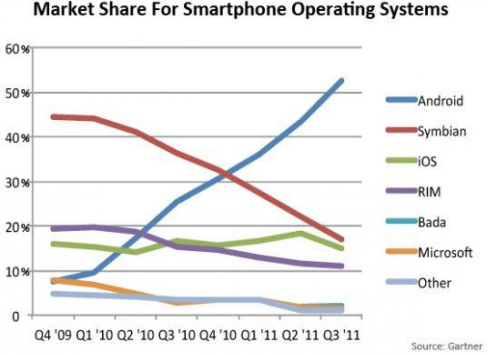 Market Share For Smartphone Operating Systems
60%
50%
40%
30%
20%
10%
0
Q4 '09 Q1 '10 Q2 '10 Q3 '10 Q4 '10 Q1 '11 Q2 '11 Q3 '11
Android
Symbian
iOS
RIM
Bada
Microsoft
Other
Source: Gartner